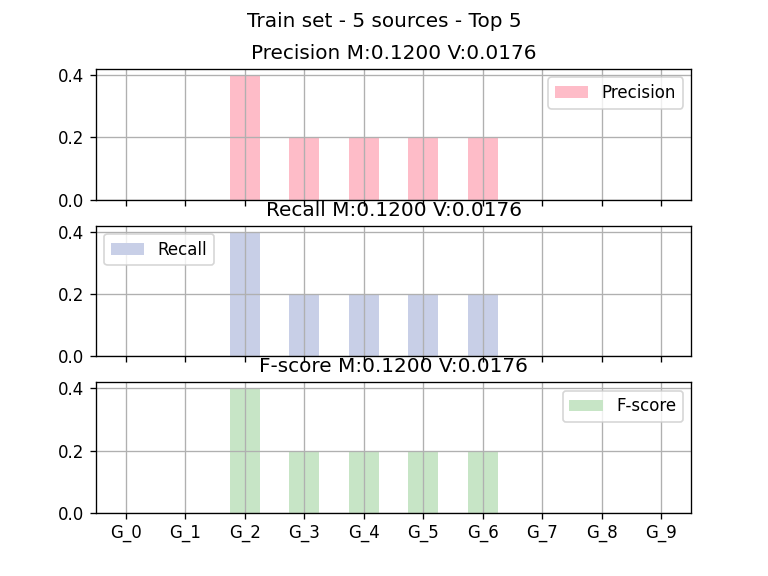 Train set - 5 sources - Top 5
Precision M:0.1200 V:0.0176
0.4
0.2
0.0
Precision
Recall M:0.1200 V:0.0176
0.4
0.2
0.0
Recall
F-score M:0.1200 V:0.0176
0.4
0.2
0.0
F-score
G_0 G_1 G_2 G_3 G_4 G_5 G_6 G_7 G_8 G_9